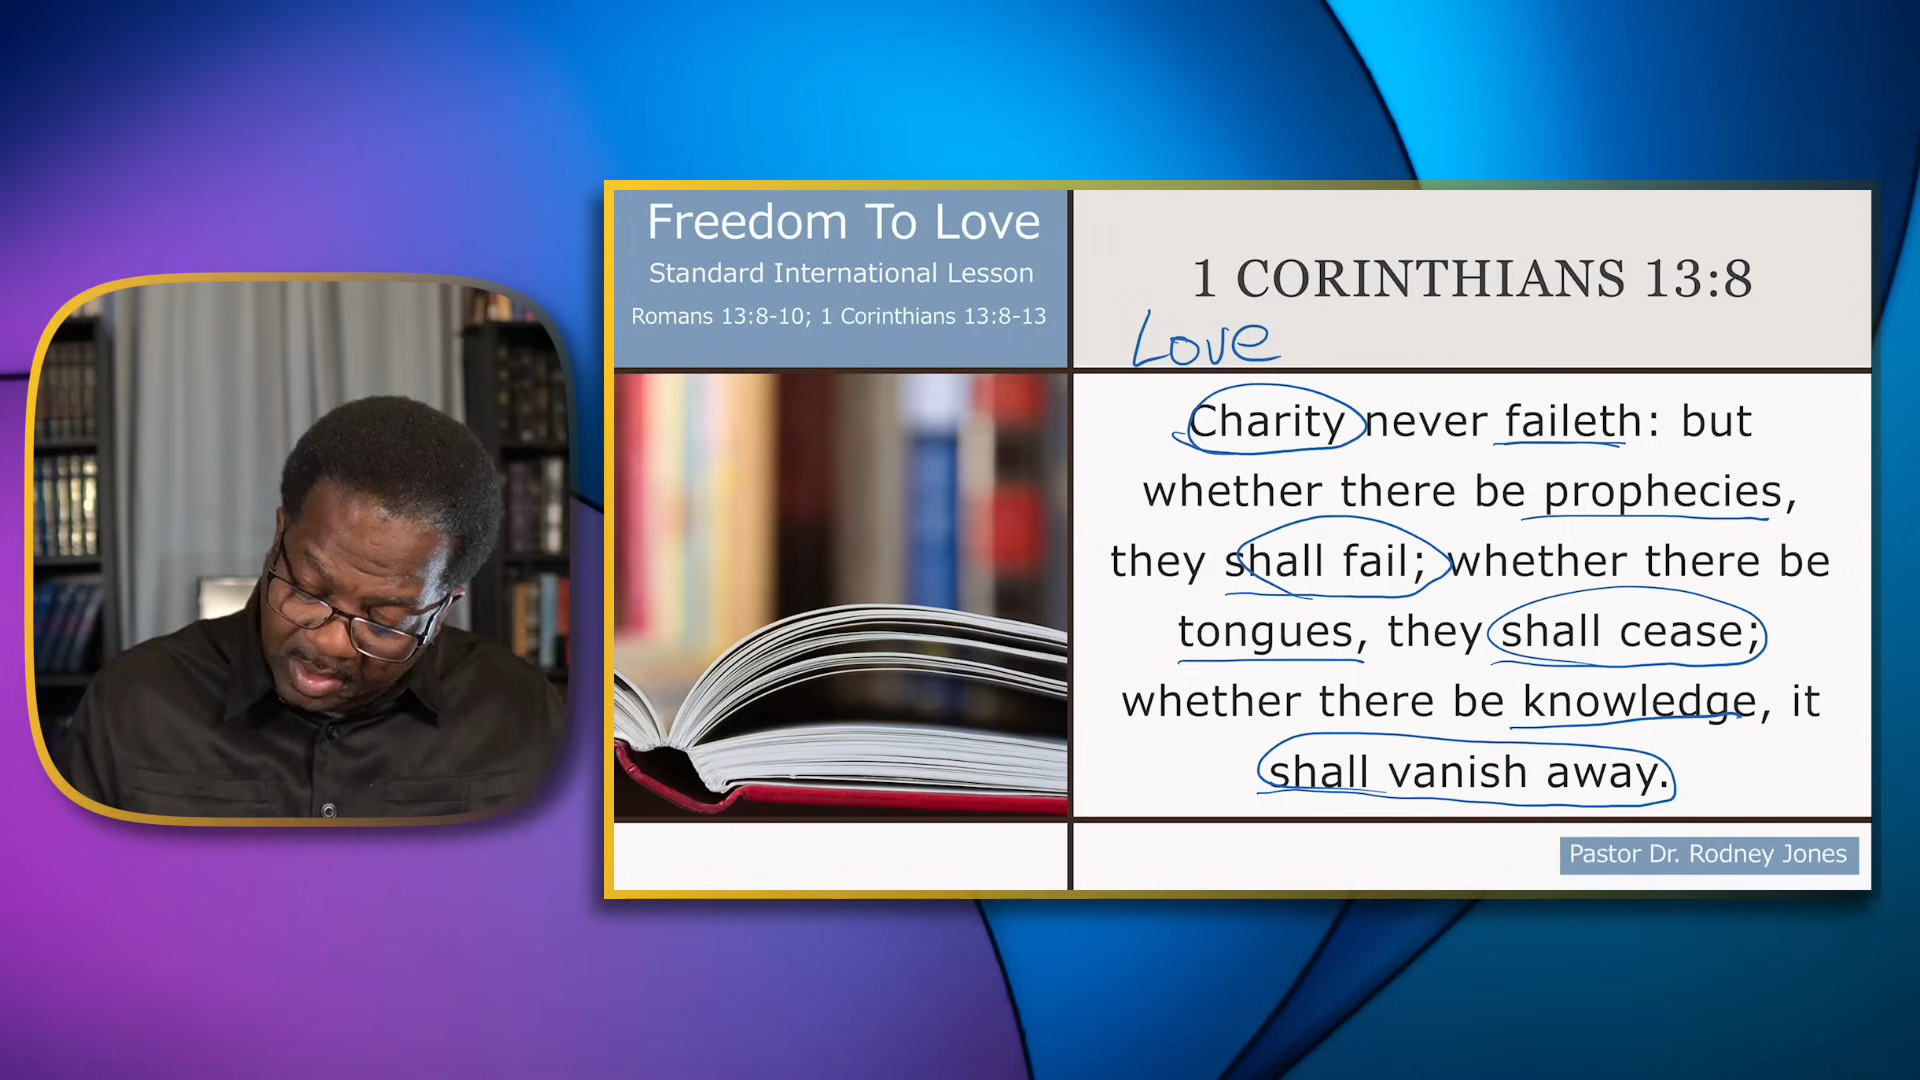 Freedom To Love
Standard International Lesson
Romans 13:8-10; 1 Corinthians 13:8-13
1 CORINTHIANS 13:8
Love
Charity never faileth: but
whether there be prophecies,
they shall fail; whether there be
tongues, they shall cease;
whether there be knowledge, it
shall vanish away.
Pastor Dr. Rodney Jones